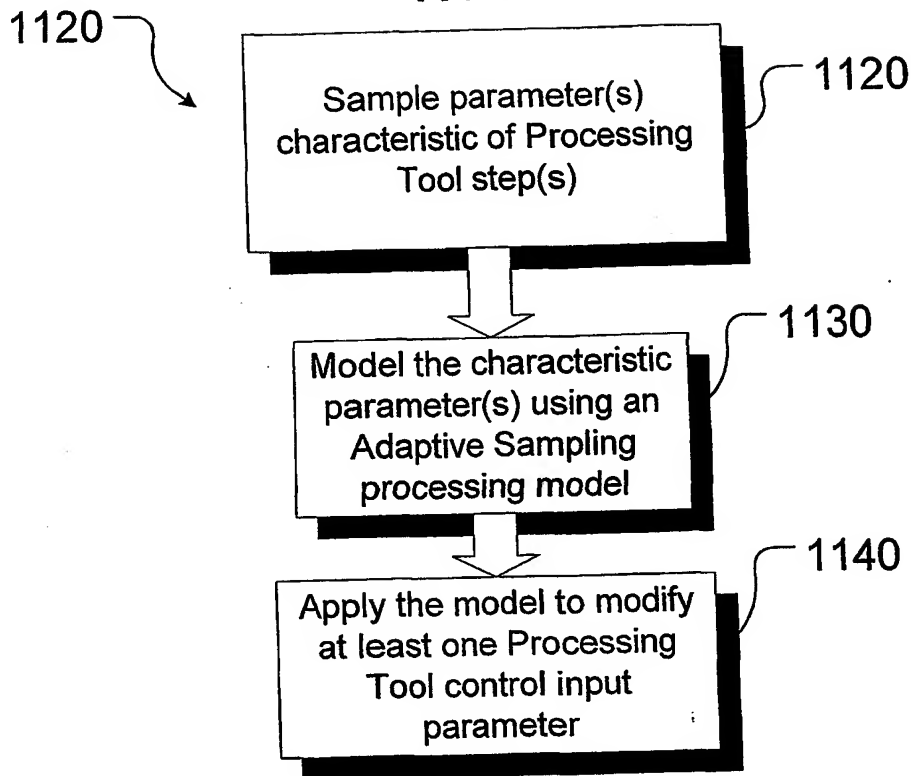 1120
Sample parameter(s)
characteristic of Processing
Tool step(s)
1120
Model the characteristic
parameter(s) using an
Adaptive Sampling
processing model
1130
Apply the model to modify
at least one Processing
Tool control input
parameter
1140